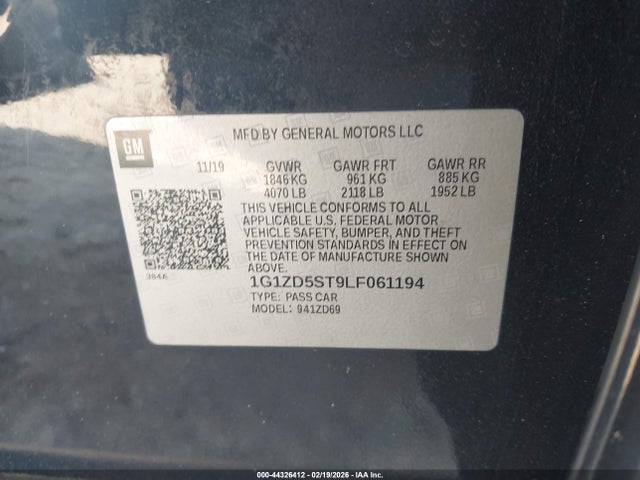 GM
MFD BY GENERAL MOTORS LLC
11/19 GVWR GAWR FRT GAWR RR
1846 KG 961 KG 885 KG
4070 LB 2118 LB 1952 LB
THIS VEHICLE CONFORMS TO ALL
APPLICABLE U.S. FEDERAL MOTOR
VEHICLE SAFETY, BUMPER, AND THEFT
PREVENTION STANDARDS IN EFFECT ON
THE DATE OF MANUFACTURE SHOWN
ABOVE.
384A
1G1ZD5ST9LF061194
TYPE: PASS CAR
MODEL: 941ZD69
000-44326412 - 02/19/2026 - IAA Inc.